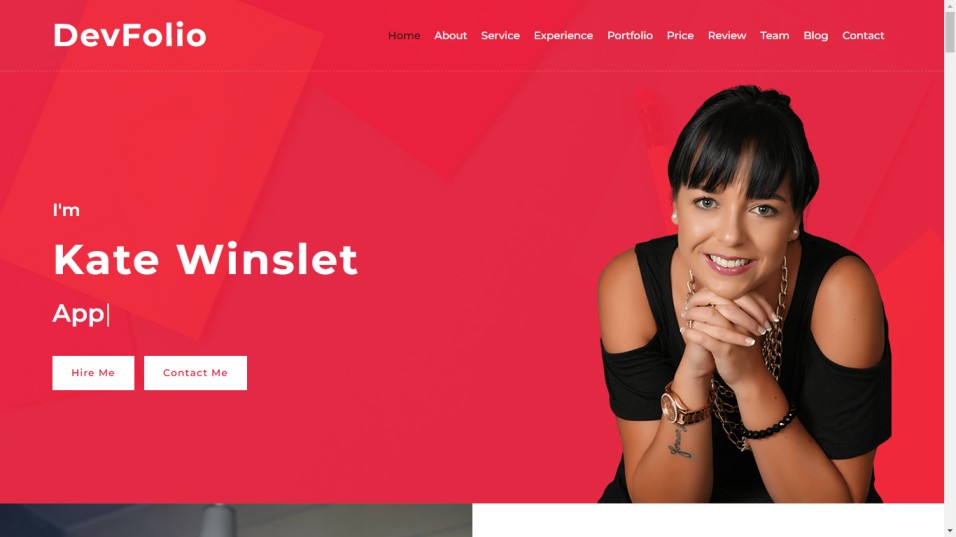 DevFolio
Home About Service Experience Portfolio Price Review Team Blog Contact
I'm
Kate Winslet
App
Hire Me Contact Me